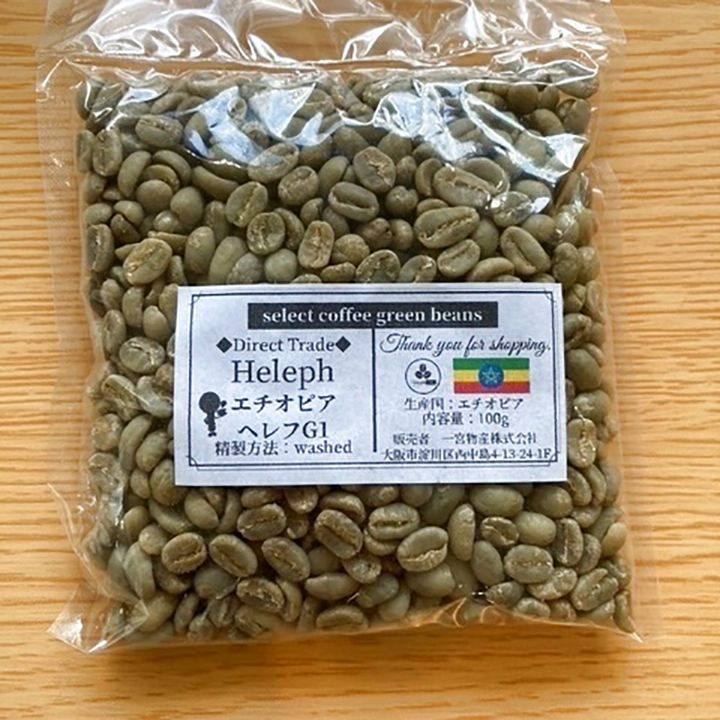 select coffee green beans
◆Direct Trade◆
Heleph
エチオピア
ヘレフG1
精製方法：washed
Thank you for shopping.
生産国：エチオピア
内容量：100g
販売者 一宮物産株式会社
大阪市淀川区西中島4-13-24-1F